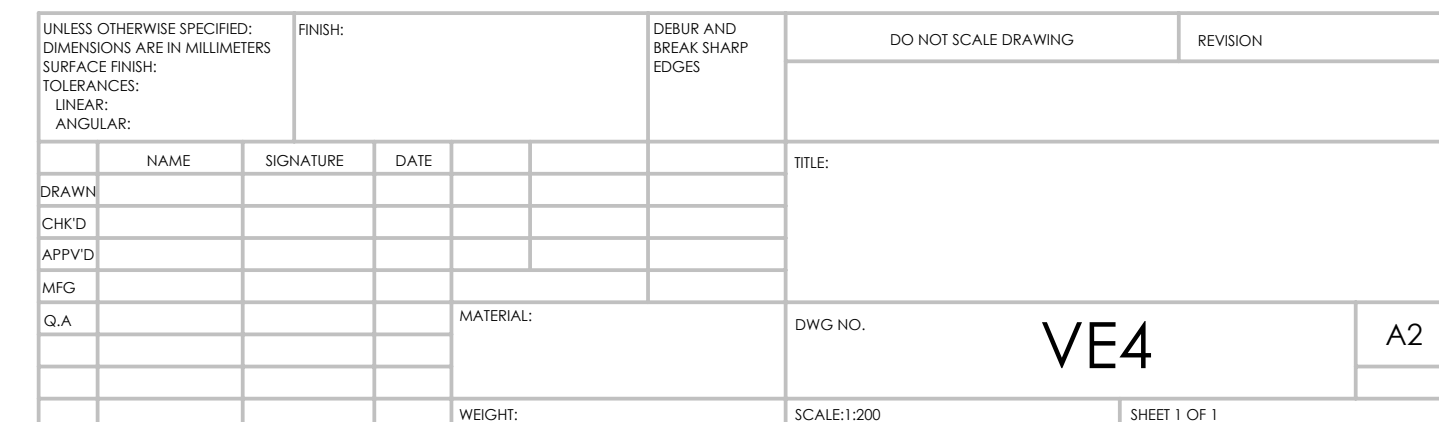 UNLESS OTHERWISE SPECIFIED:
DIMENSIONS ARE IN MILLIMETERS
SURFACE FINISH:
TOLERANCES:
LINEAR:
ANGULAR:
FINISH:
DEBUR AND
BREAK SHARP
EDGES
DO NOT SCALE DRAWING
REVISION
NAME
SIGNATURE
DATE
DRAWN
CHK'D
APPV'D
MFG
Q.A
TITLE:
MATERIAL:
DWG NO.
VE4
A2
WEIGHT:
SCALE:1:200
SHEET 1 OF 1